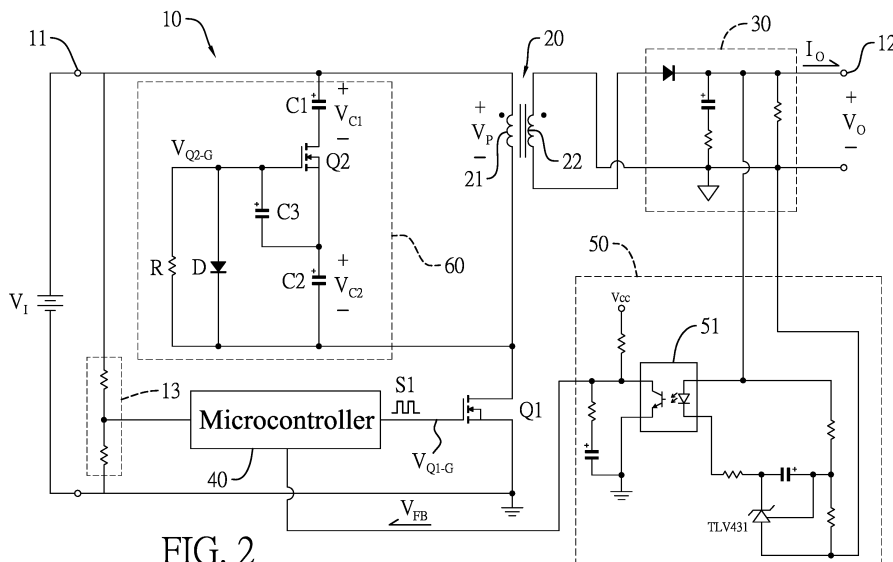 10
11
20
30
I_O
12
+
C1
V_C1
−
+
V_P
−
21
22
+
V_O
−
V_Q2-G
Q2
C3
R
D
C2
+
V_C2
−
60
50
V_I
Vcc
51
13
S1
Q1
Microcontroller
40
V_Q1-G
V_FB
TLV431
FIG. 2